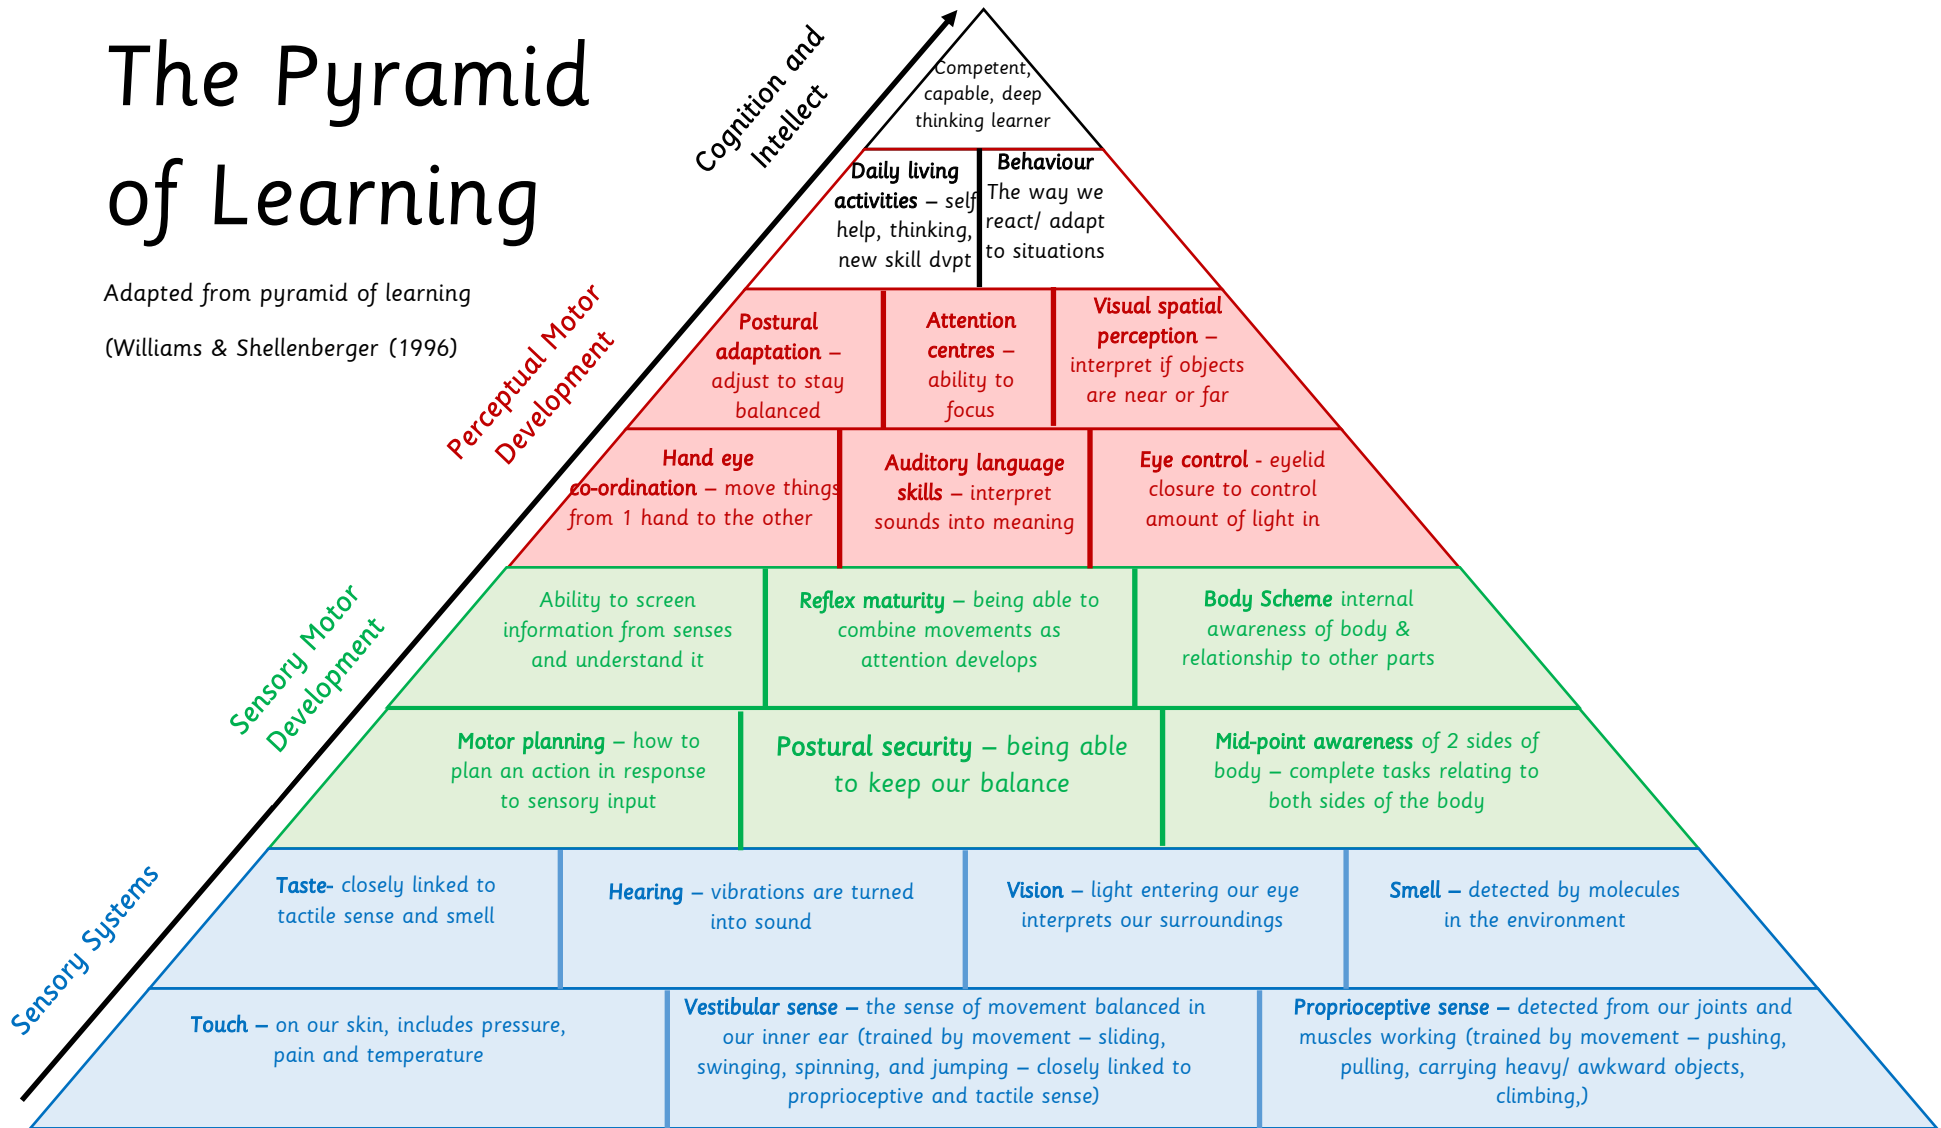 The Pyramid
of Learning
Adapted from pyramid of learning
(Williams & Shellenberger (1996)
Cognition and
Intellect
Perceptual Motor
Development
Sensory Motor
Development
Sensory Systems
Competent,
capable, deep
thinking learner
Daily living
activities – self
help, thinking,
new skill dvpt
Behaviour
The way we
react/ adapt
to situations
Postural
adaptation –
adjust to stay
balanced
Attention
centres –
ability to
focus
Visual spatial
perception –
interpret if objects
are near or far
Hand eye
co-ordination – move things
from 1 hand to the other
Auditory language
skills – interpret
sounds into meaning
Eye control - eyelid
closure to control
amount of light in
Ability to screen
information from senses
and understand it
Reflex maturity – being able to
combine movements as
attention develops
Body Scheme internal
awareness of body &
relationship to other parts
Motor planning – how to
plan an action in response
to sensory input
Postural security – being able
to keep our balance
Mid-point awareness of 2 sides of
body – complete tasks relating to
both sides of the body
Taste- closely linked to
tactile sense and smell
Hearing – vibrations are turned
into sound
Vision – light entering our eye
interprets our surroundings
Smell – detected by molecules
in the environment
Touch – on our skin, includes pressure,
pain and temperature
Vestibular sense – the sense of movement balanced in
our inner ear (trained by movement – sliding,
swinging, spinning, and jumping – closely linked to
proprioceptive and tactile sense)
Proprioceptive sense – detected from our joints and
muscles working (trained by movement – pushing,
pulling, carrying heavy/ awkward objects,
climbing,)